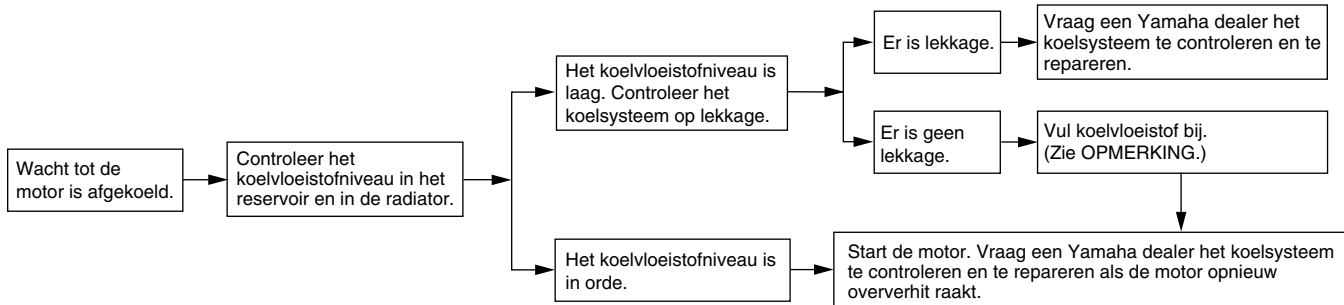 Wacht tot de
motor is afgekoeld.
Controleer het
koelvloeistofniveau in het
reservoir en in de radiator.
Het koelvloeistofniveau is
laag. Controleer het
koelsysteem op lekkage.
Er is lekkage.
Vraag een Yamaha dealer het
koelsysteem te controleren en te
repareren.
Er is geen
lekkage.
Vul koelvloeistof bij.
(Zie OPMERKING.)
Het koelvloeistofniveau is
in orde.
Start de motor. Vraag een Yamaha dealer het koelsysteem
te controleren en te repareren als de motor opnieuw
oververhit raakt.